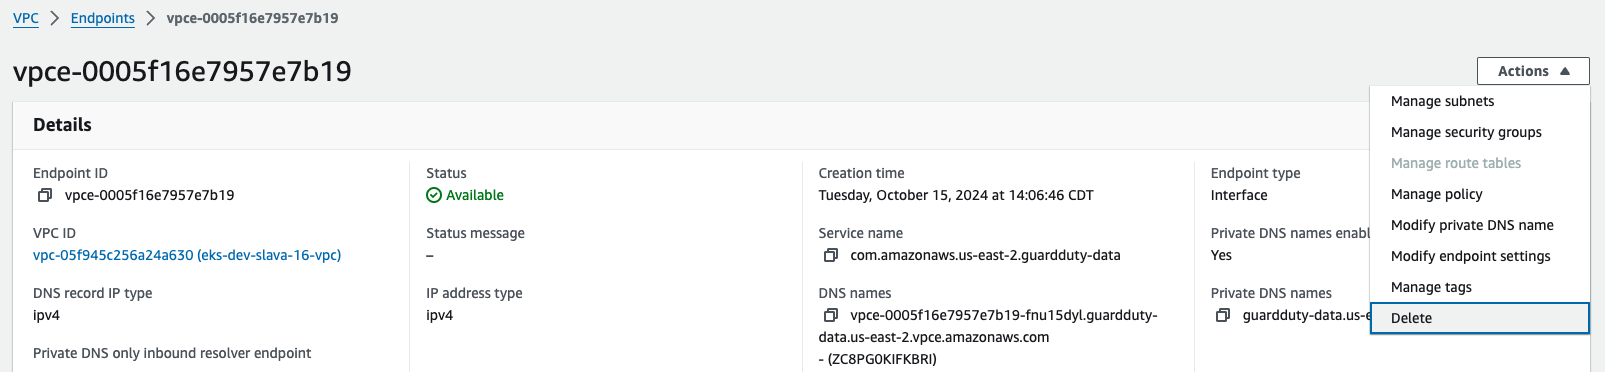 VPC > Endpoints > vpce-0005f16e7957e7b19
vpce-0005f16e7957e7b19
Actions
Manage subnets
Manage security groups
Manage route tables
Manage policy
Modify private DNS name
Modify endpoint settings
Manage tags
Delete
Details
Endpoint ID
vpce-0005f16e7957e7b19
VPC ID
vpc-05f945c256a24a630 (eks-dev-slava-16-vpc)
DNS record IP type
ipv4
Private DNS only inbound resolver endpoint
Status
Available
Status message
–
IP address type
ipv4
Creation time
Tuesday, October 15, 2024 at 14:06:46 CDT
Service name
com.amazonaws.us-east-2.guardduty-data
DNS names
vpce-0005f16e7957e7b19-fnu15dyl.guardduty-
data.us-east-2.vpce.amazonaws.com
- (ZC8PG0KIFKBRI)
Endpoint type
Interface
Private DNS names enabl
Yes
Private DNS names
guardduty-data.us-e